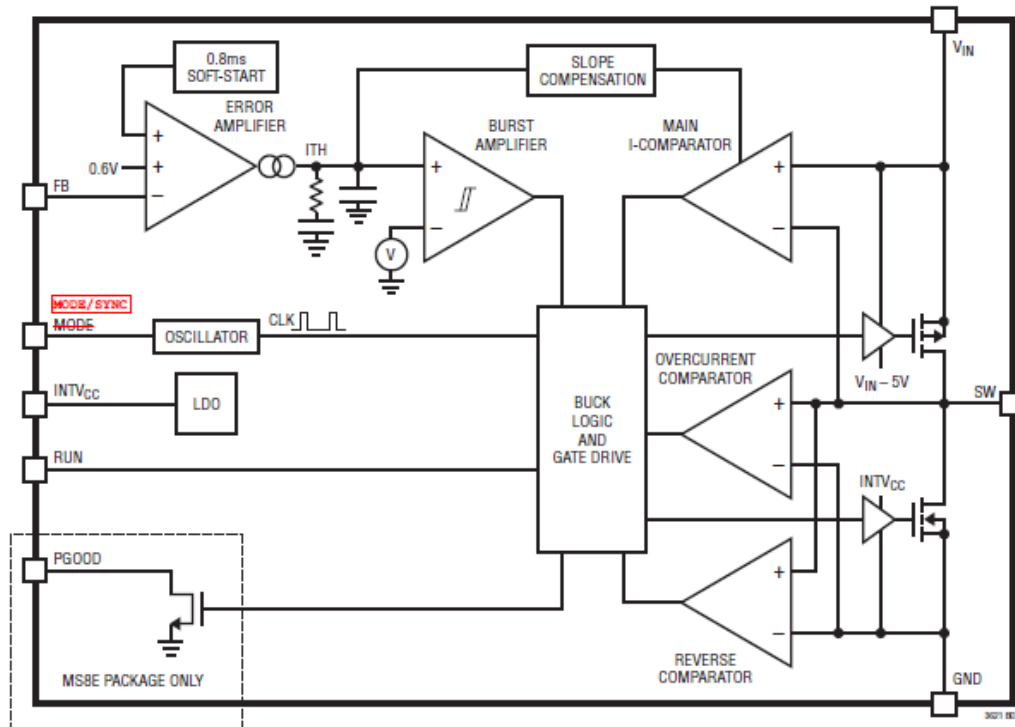 VIN
0.8ms
SOFT-START
SLOPE
COMPENSATION
ERROR
AMPLIFIER
BURST
AMPLIFIER
MAIN
I-COMPARATOR
ITH
+
+
0.6V
−
FB
+
−
V
+
−
MODE/SYNC
MODE
OSCILLATOR
CLK
INTVCC
LDO
RUN
BUCK
LOGIC
AND
GATE DRIVE
OVERCURRENT
COMPARATOR
VIN – 5V
SW
+
−
INTVCC
PGOOD
+
−
REVERSE
COMPARATOR
MS8E PACKAGE ONLY
GND